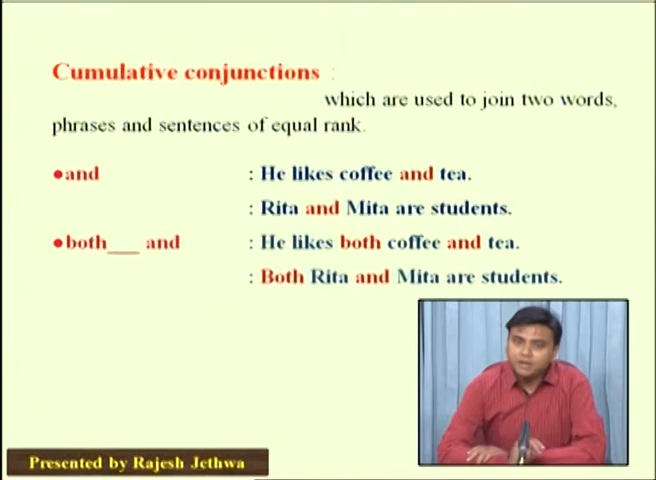 Cumulative conjunctions :
which are used to join two words,
phrases and sentences of equal rank.
•and : He likes coffee and tea.
: Rita and Mita are students.
•both___ and : He likes both coffee and tea.
: Both Rita and Mita are students.
Presented by Rajesh Jethwa